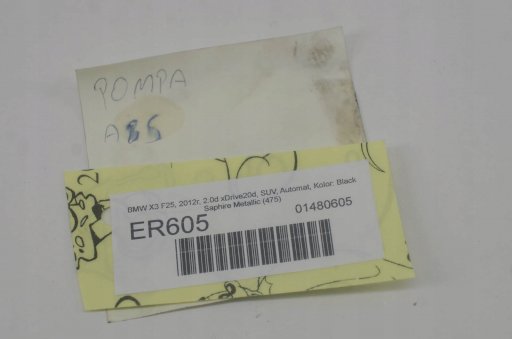 POMPA
ABS
BMW X3 F25, 2012r, 2.0d xDrive20d, SUV, Automat, Kolor: Black
Saphire Metallic (475)
ER605
01480605